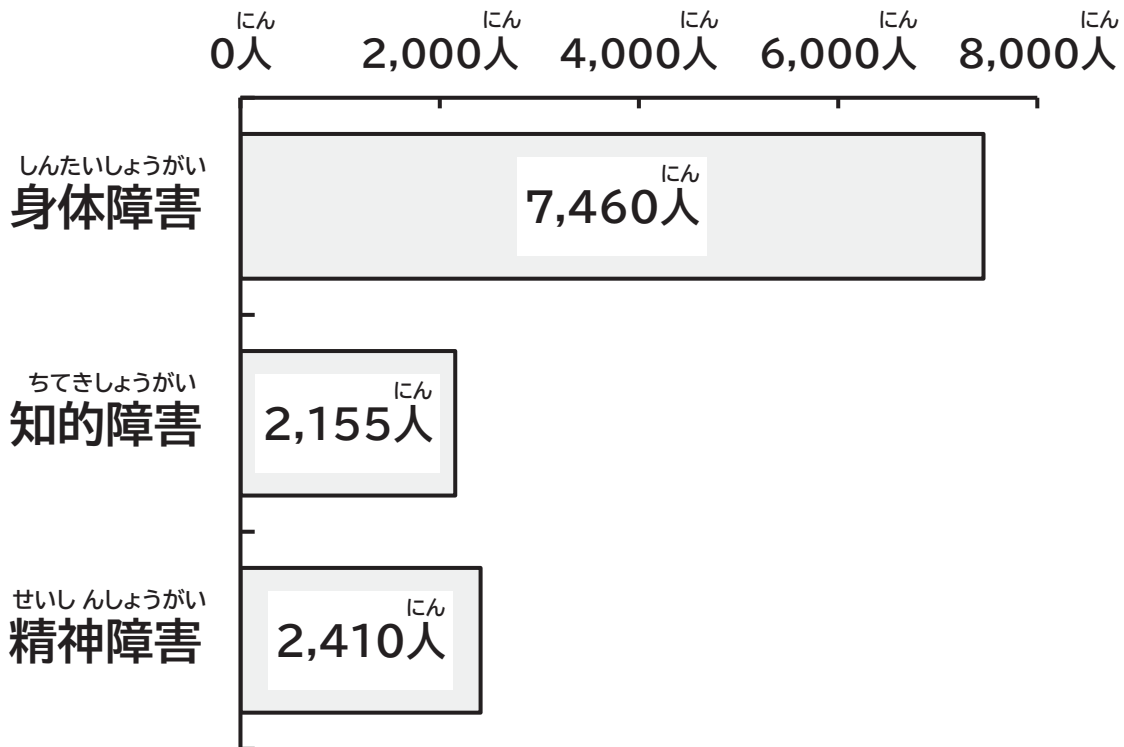 にん にん にん にん にん
0人 2,000人 4,000人 6,000人 8,000人
しんたいしょうがい
身体障害
にん
7,460人
ちてきしょうがい
知的障害
にん
2,155人
せいし んしょうがい
精神障害
にん
2,410人